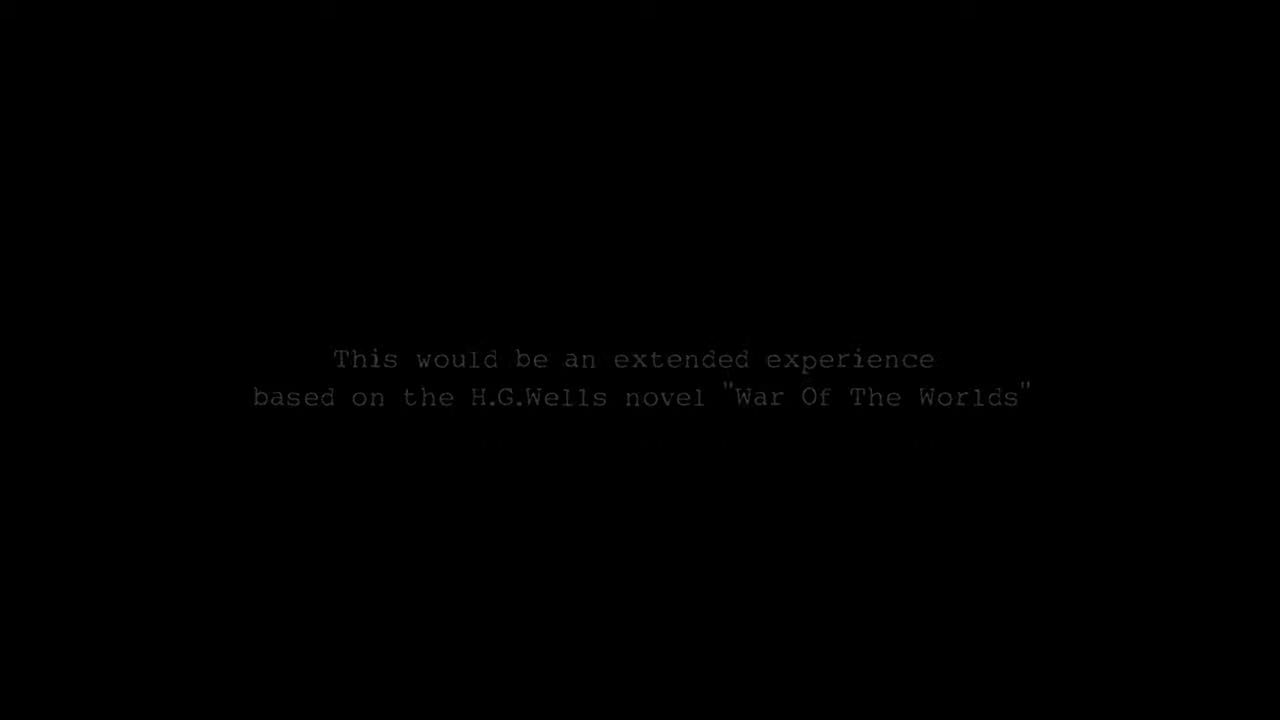 This would be an extended experience
based on the H.G.Wells novel "War Of The Worlds"